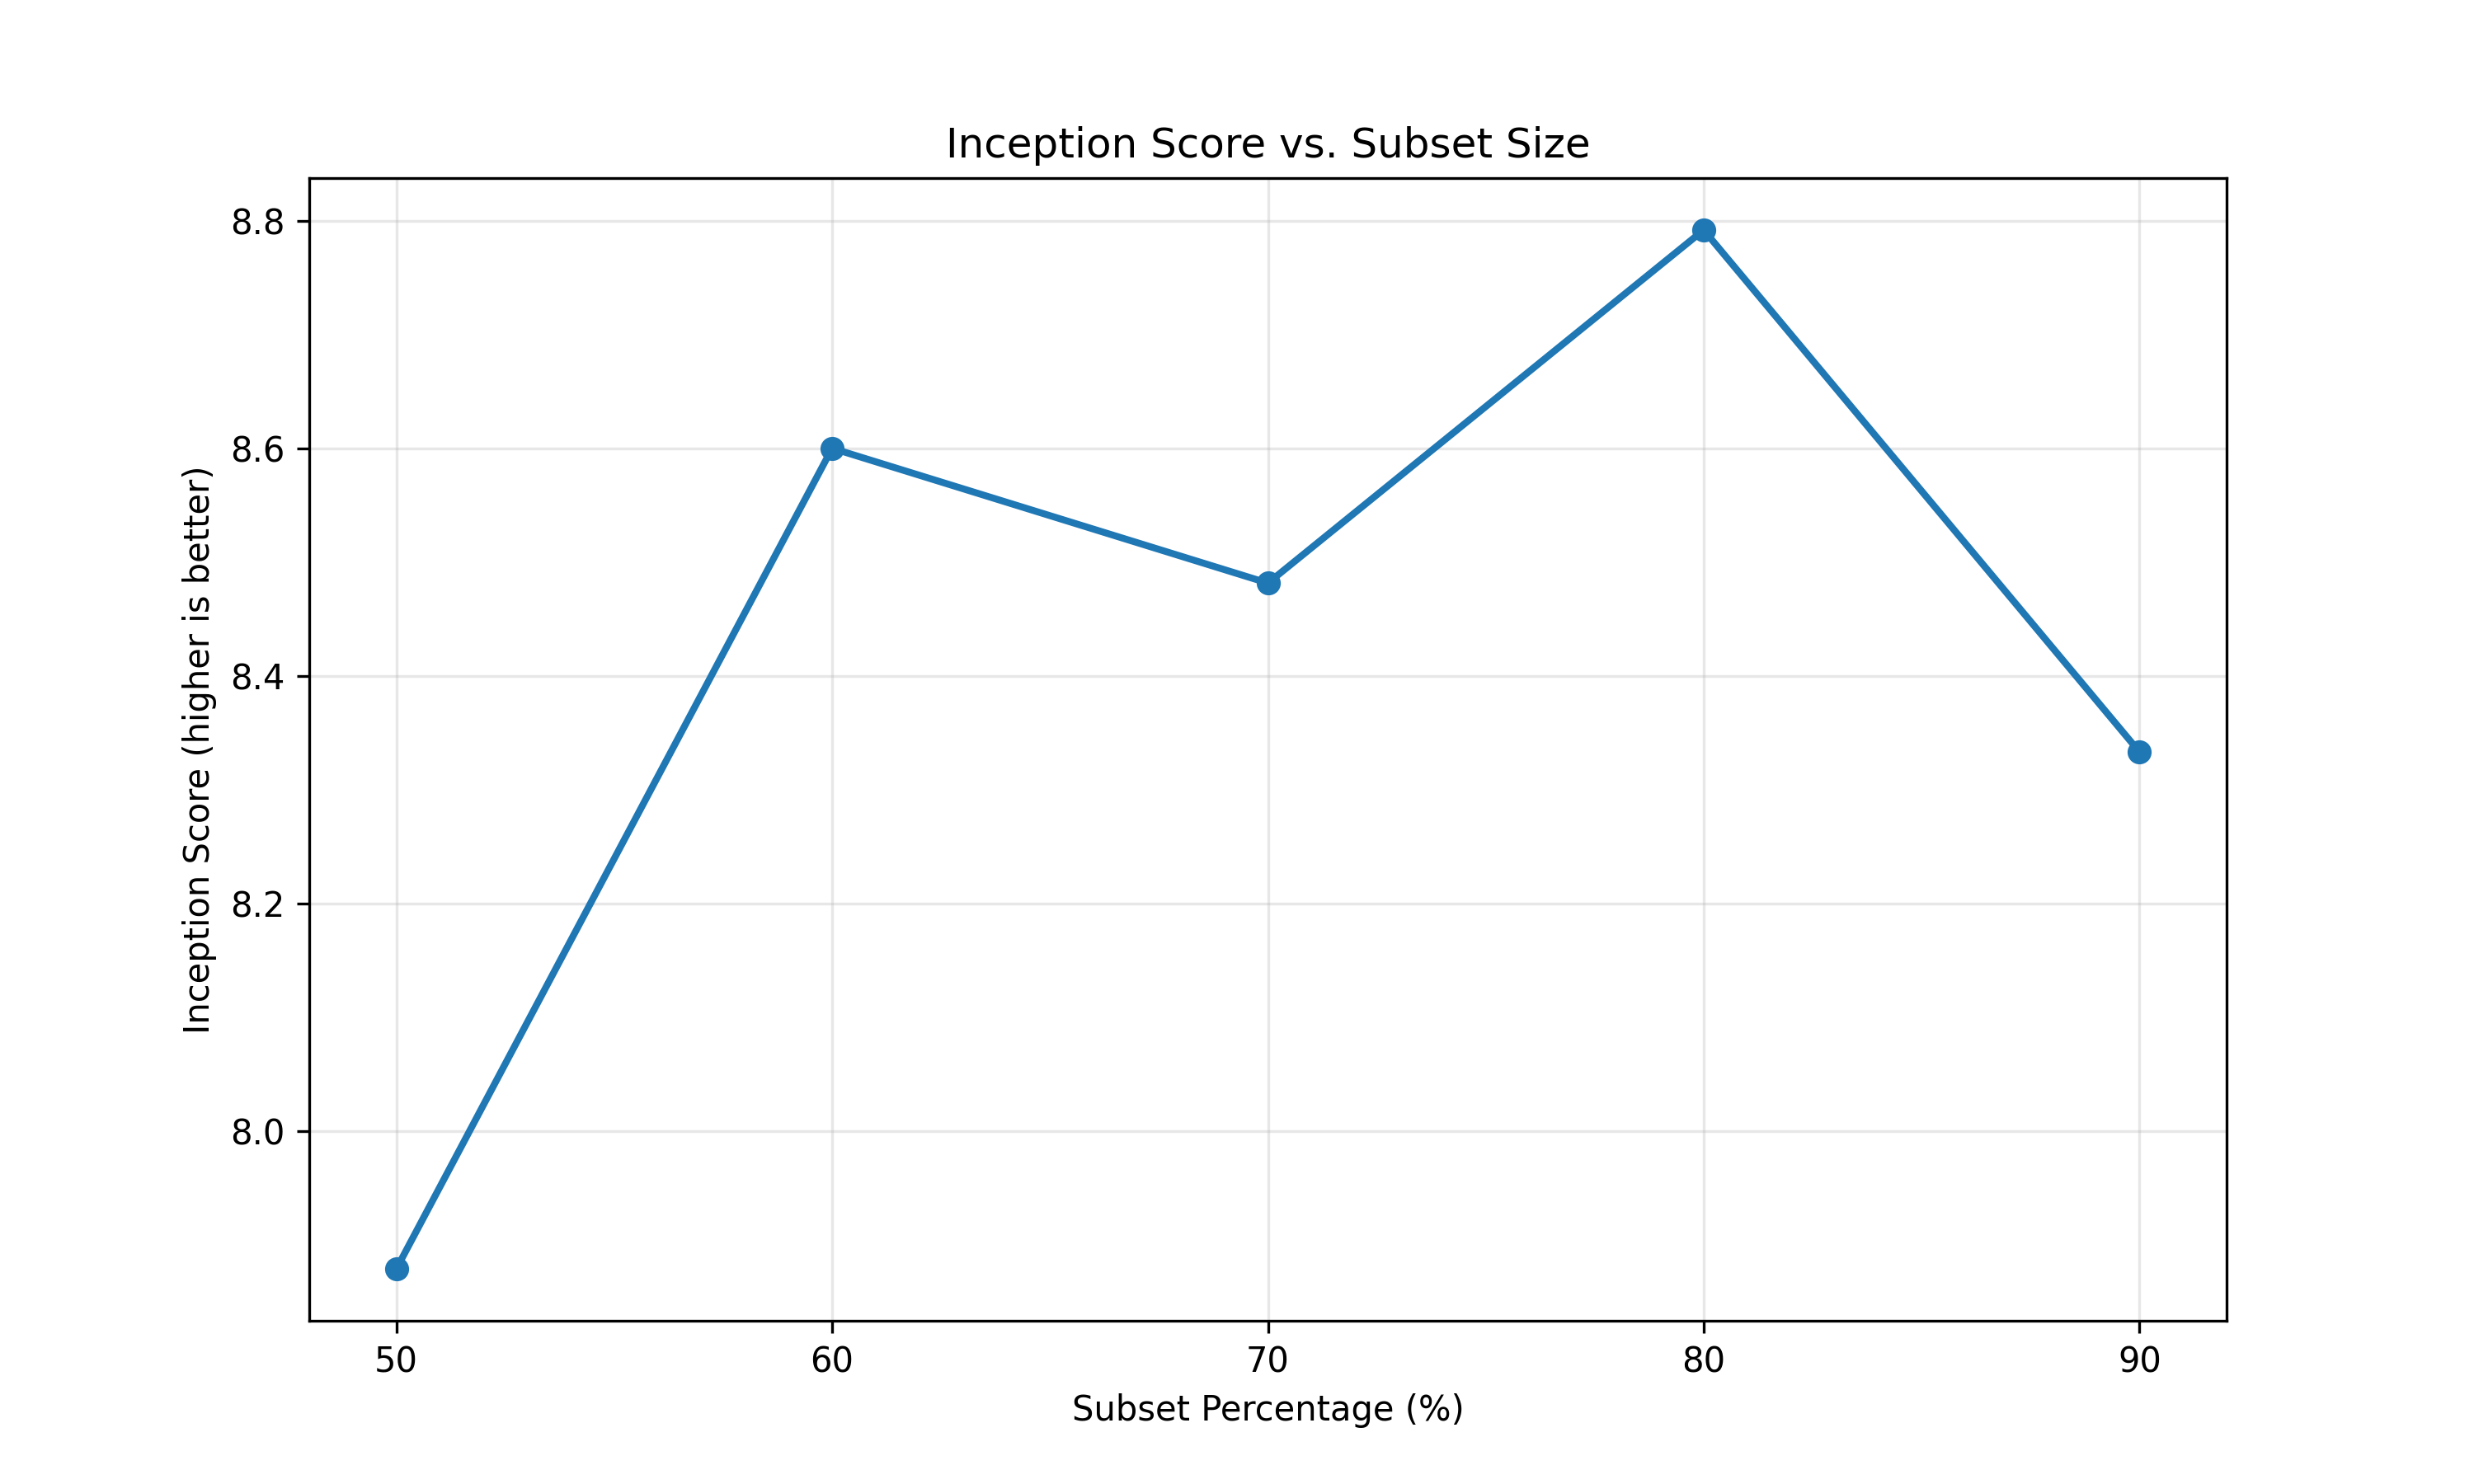 Inception Score vs. Subset Size
Inception Score (higher is better)
8.8
8.6
8.4
8.2
8.0
50 60 70 80 90
Subset Percentage (%)